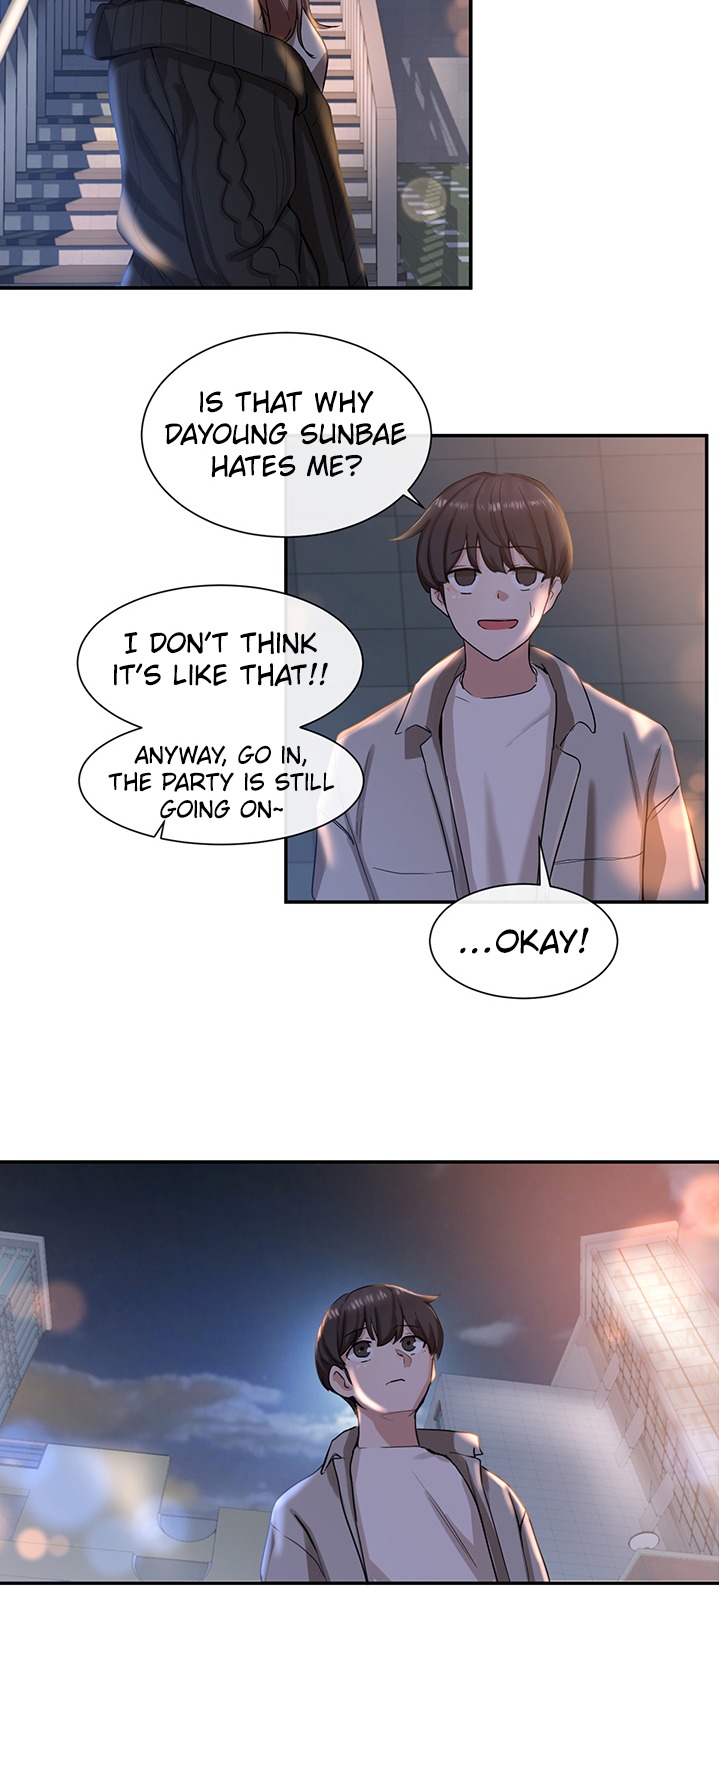 IS THAT WHY
DAYOUNG SUNBAE
HATES ME?
I DON'T THINK
IT'S LIKE THAT!!
ANYWAY, GO IN,
THE PARTY IS STILL
GOING ON~
...OKAY!